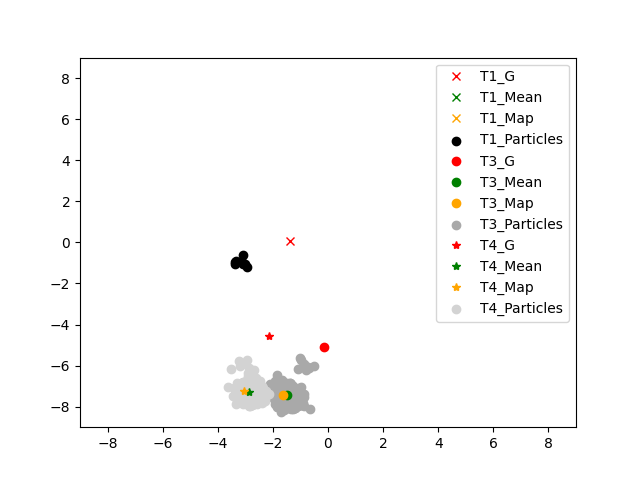 8
6
4
2
0
−2
−4
−6
−8
−8
−6
−4
−2
0
2
4
6
8
T1_G
T1_Mean
T1_Map
T1_Particles
T3_G
T3_Mean
T3_Map
T3_Particles
T4_G
T4_Mean
T4_Map
T4_Particles